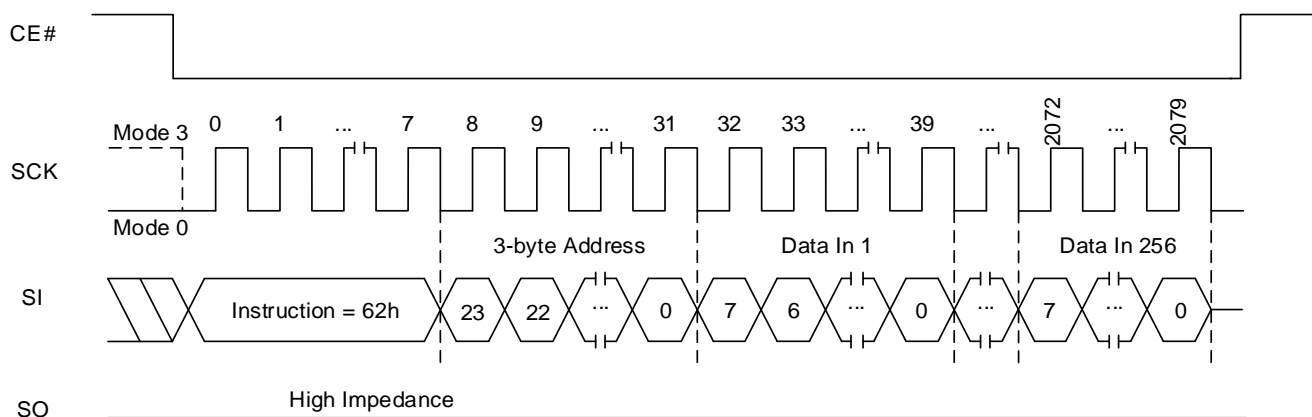 CE#
0 1 ... 7 8 9 ... 31 32 33 ... 39 ... 2072 ... 2079
Mode 3
SCK
Mode 0
3-byte Address Data In 1 Data In 256
SI Instruction = 62h 23 22 ... 0 7 6 ... 0 ... 7 ... 0
High Impedance
SO